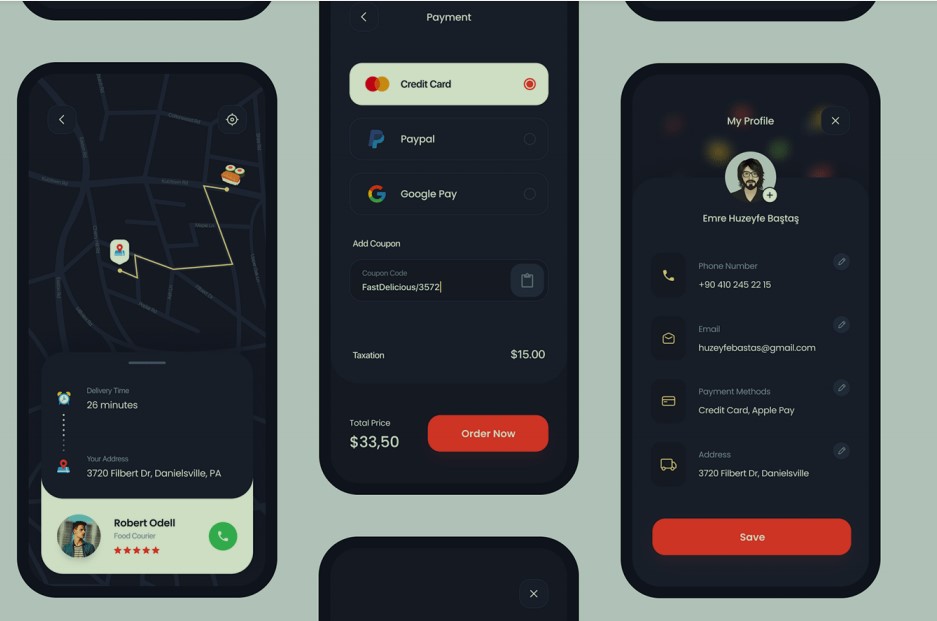 Delivery Time
26 minutes
Your Address
3720 Filbert Dr, Danielsville, PA
Robert Odell
Food Courier
Payment
Credit Card
Paypal
Google Pay
Add Coupon
Coupon Code
FastDelicious/3572
Taxation
$15.00
Total Price
$33,50
Order Now
My Profile
Emre Huzeyfe Baştaş
Phone Number
+90 410 245 22 15
Email
huzeyfebastas@gmail.com
Payment Methods
Credit Card, Apple Pay
Address
3720 Filbert Dr, Danielsville
Save